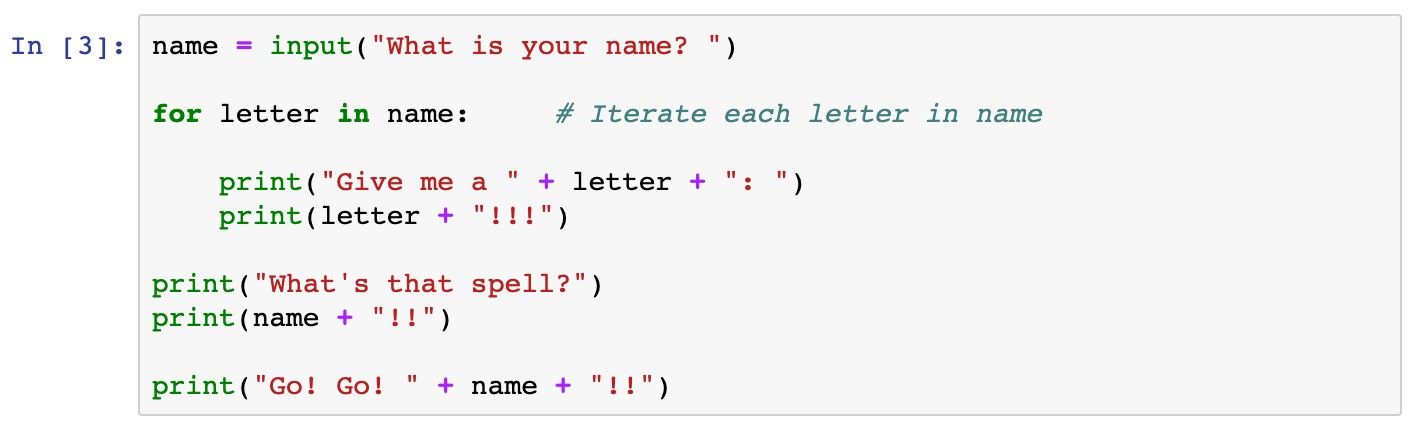 In [3]: name = input("What is your name? ")
for letter in name:     # Iterate each letter in name
    print("Give me a " + letter + ": ")
    print(letter + "!!!")
print("What's that spell?")
print(name + "!!")
print("Go! Go! " + name + "!!")